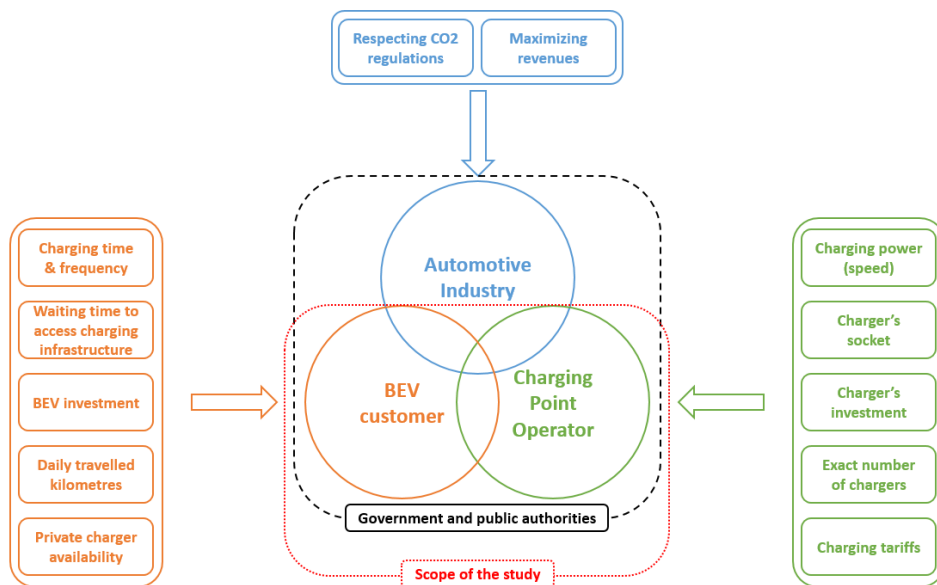 Respecting CO2
regulations
Maximizing
revenues
Automotive
Industry
BEV
customer
Charging
Point
Operator
Government and public authorities
Scope of the study
Charging time
& frequency
Waiting time to
access charging
infrastructure
BEV investment
Daily travelled
kilometres
Private charger
availability
Charging power
(speed)
Charger’s
socket
Charger’s
investment
Exact number
of chargers
Charging tariffs